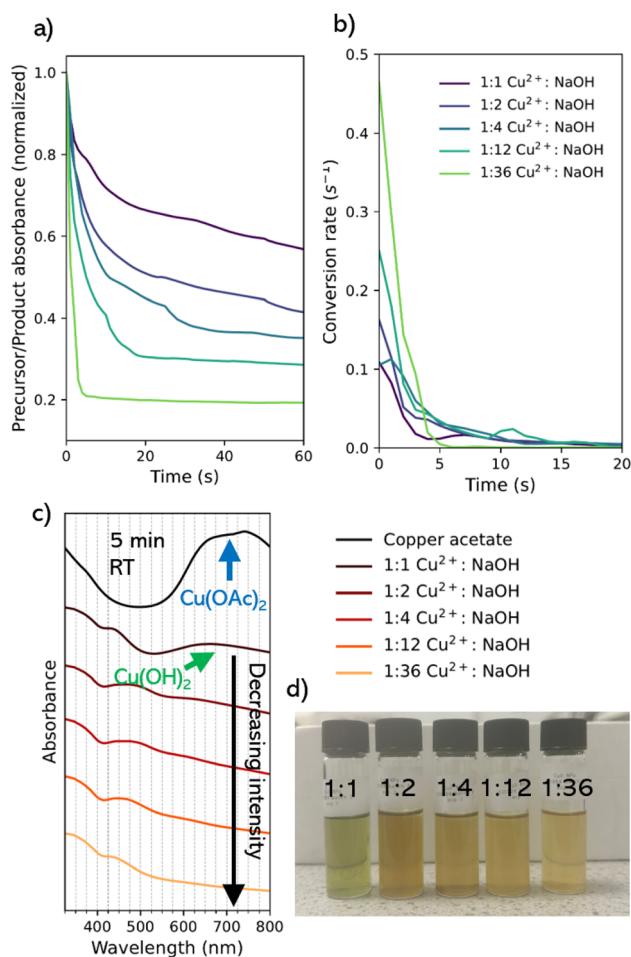 a)
Precursor/Product absorbance (normalized)
1.0
0.8
0.6
0.4
0.2
0
20
40
60
Time (s)
b)
Conversion rate (s⁻¹)
0.5
0.4
0.3
0.2
0.1
0.0
0
5
10
15
20
Time (s)
1:1 Cu²⁺: NaOH
1:2 Cu²⁺: NaOH
1:4 Cu²⁺: NaOH
1:12 Cu²⁺: NaOH
1:36 Cu²⁺: NaOH
c)
5 min
RT
Cu(OAc)₂
Cu(OH)₂
Decreasing intensity
Absorbance
400
500
600
700
800
Wavelength (nm)
Copper acetate
1:1 Cu²⁺: NaOH
1:2 Cu²⁺: NaOH
1:4 Cu²⁺: NaOH
1:12 Cu²⁺: NaOH
1:36 Cu²⁺: NaOH
d)
1:1 1:2 1:4 1:12 1:36